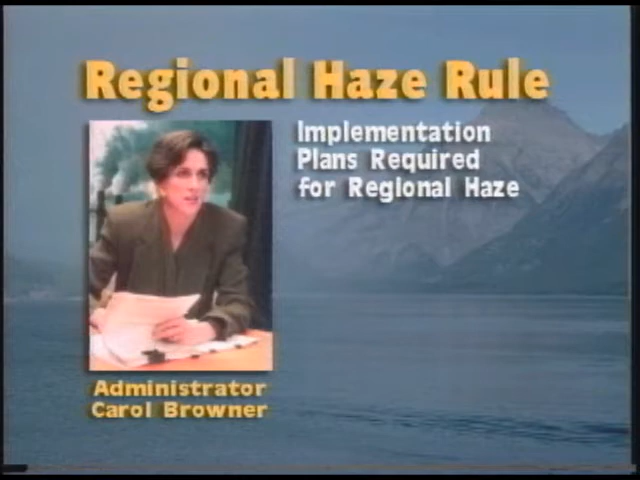 Regional Haze Rule
Implementation
Plans Required
for Regional Haze
Administrator
Carol Browner